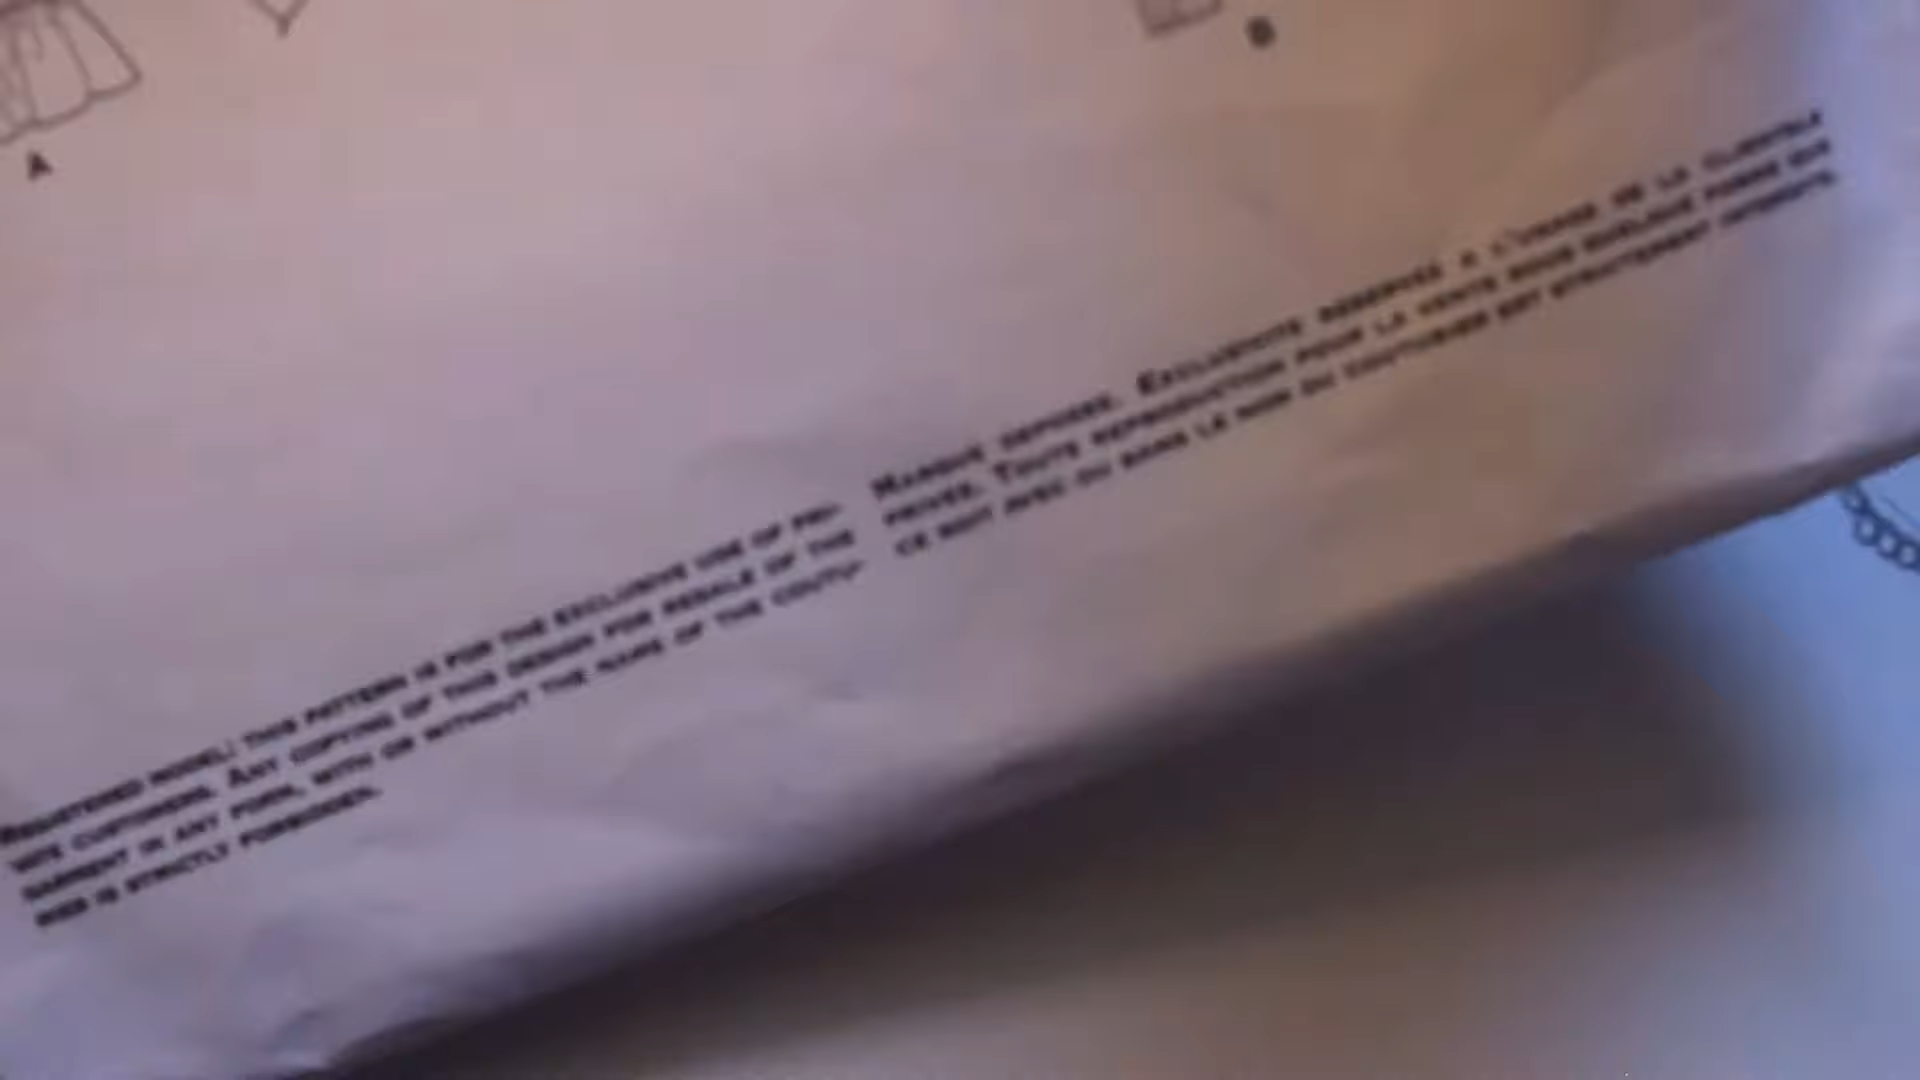 A
B
REGISTERED MODEL: THIS PATTERN IS FOR THE EXCLUSIVE USE OF PRI-
VATE CUSTOMERS. ANY COPYING OF THIS DESIGN FOR RESALE OF THE
GARMENT IN ANY FORM, WITH OR WITHOUT THE NAME OF THE COUTU-
RIER IS STRICTLY FORBIDDEN.
MARQUE DEPOSEE. EXCLUSIVITE RESERVEE A L'USAGE DE LA CLIENTELE
PRIVEE. TOUTE REPRODUCTION POUR LA VENTE SOUS QUELQUE FORME QUE
CE SOIT AVEC OU SANS LE NOM DU COUTURIER EST STRICTEMENT INTERDITE.